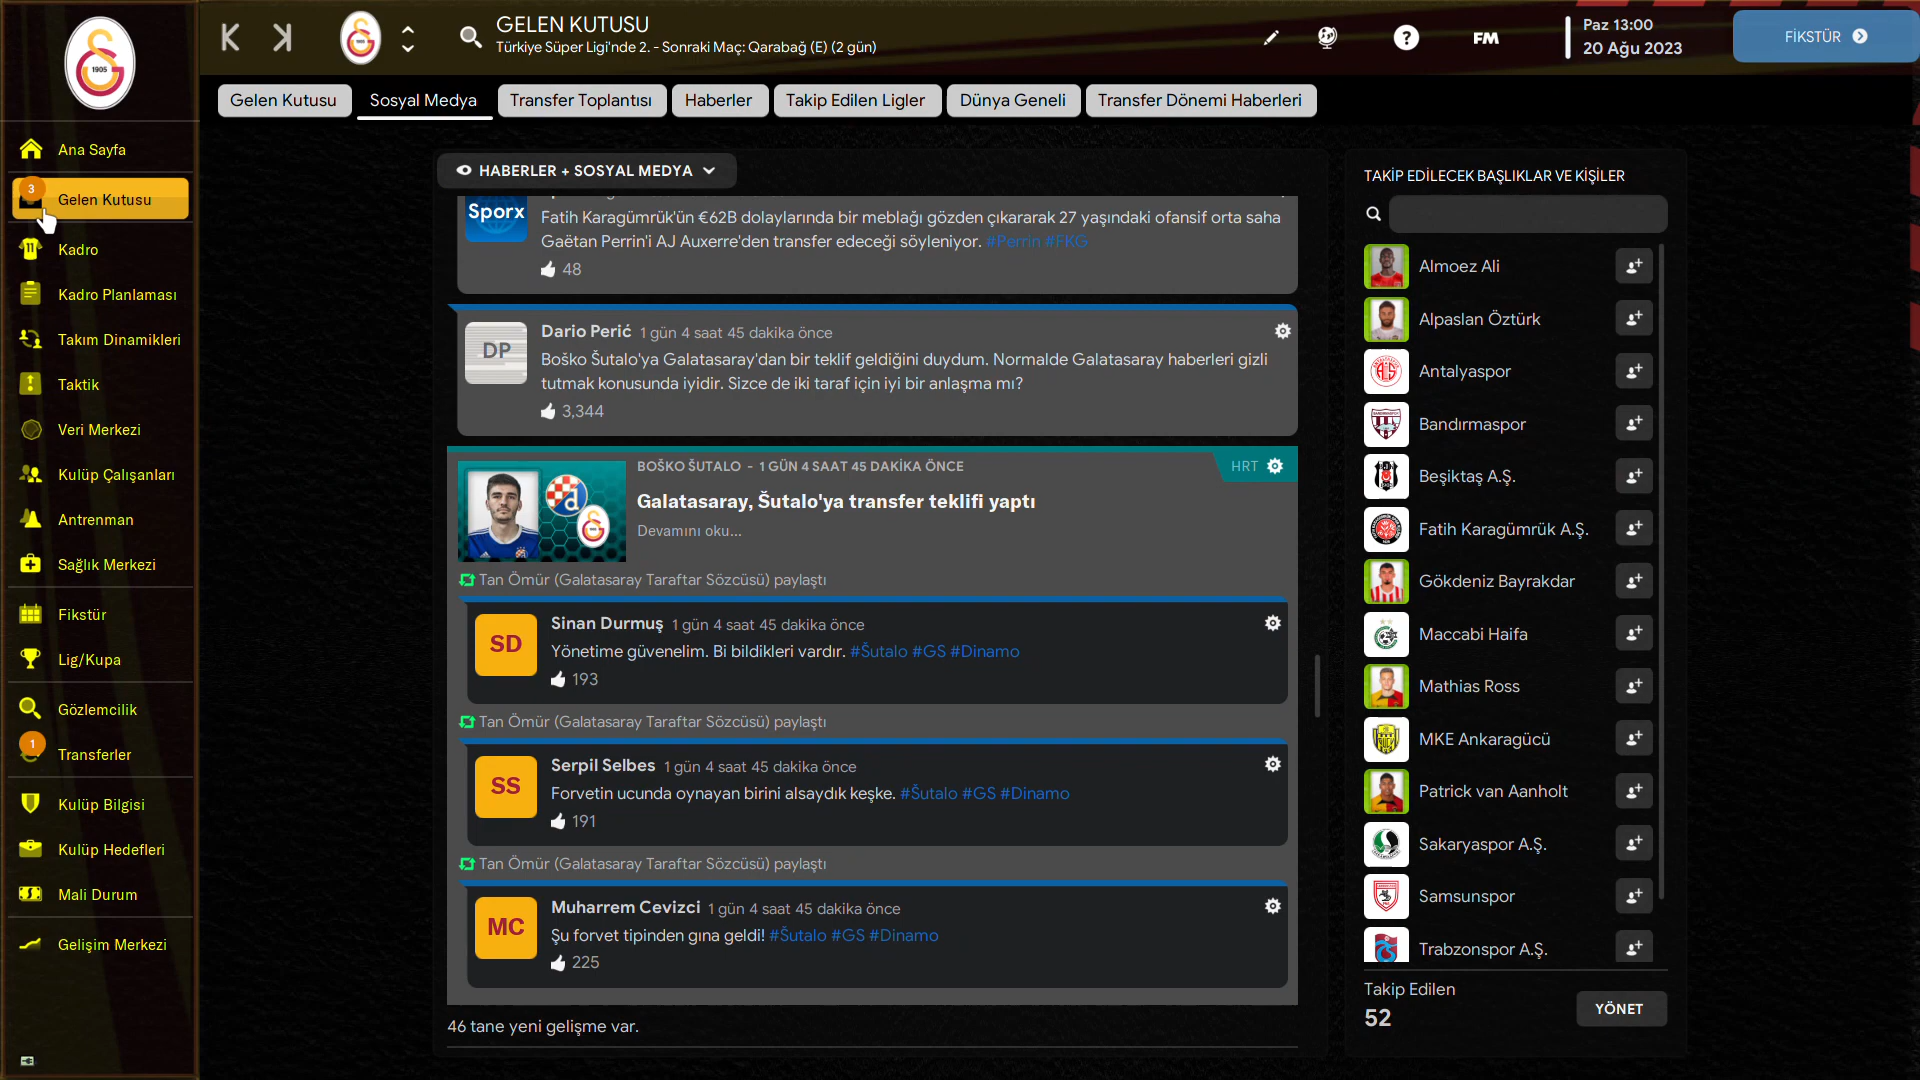 GELEN KUTUSU
Türkiye Süper Ligi'nde 2. - Sonraki Maç: Qarabağ (E) (2 gün)
?
FM
Paz 13:00
20 Ağu 2023
FİKSTÜR
1905
Gelen Kutusu
Sosyal Medya
Transfer Toplantısı
Haberler
Takip Edilen Ligler
Dünya Geneli
Transfer Dönemi Haberleri
Ana Sayfa
3
Gelen Kutusu
Kadro
Kadro Planlaması
Takım Dinamikleri
Taktik
Veri Merkezi
Kulüp Çalışanları
Antrenman
Sağlık Merkezi
Fikstür
Lig/Kupa
Gözlemcilik
1
Transferler
Kulüp Bilgisi
Kulüp Hedefleri
Mali Durum
Gelişim Merkezi
HABERLER + SOSYAL MEDYA
Sporx
Fatih Karagümrük'ün €62B dolaylarında bir meblağı gözden çıkararak 27 yaşındaki ofansif orta saha
Gaëtan Perrin'i AJ Auxerre'den transfer edeceği söyleniyor. #Perrin #FKG
48
DP
Dario Perić 1 gün 4 saat 45 dakika önce
Boško Šutalo'ya Galatasaray'dan bir teklif geldiğini duydum. Normalde Galatasaray haberleri gizli
tutmak konusunda iyidir. Sizce de iki taraf için iyi bir anlaşma mı?
3,344
BOŠKO ŠUTALO - 1 GÜN 4 SAAT 45 DAKİKA ÖNCE
HRT
Galatasaray, Šutalo'ya transfer teklifi yaptı
Devamını oku...
Tan Ömür (Galatasaray Taraftar Sözcüsü) paylaştı
SD
Sinan Durmuş 1 gün 4 saat 45 dakika önce
Yönetime güvenelim. Bi bildikleri vardır. #Šutalo #GS #Dinamo
193
Tan Ömür (Galatasaray Taraftar Sözcüsü) paylaştı
SS
Serpil Selbes 1 gün 4 saat 45 dakika önce
Forvetin ucunda oynayan birini alsaydık keşke. #Šutalo #GS #Dinamo
191
Tan Ömür (Galatasaray Taraftar Sözcüsü) paylaştı
MC
Muharrem Cevizci 1 gün 4 saat 45 dakika önce
Şu forvet tipinden gına geldi! #Šutalo #GS #Dinamo
225
46 tane yeni gelişme var.
TAKİP EDİLECEK BAŞLIKLAR VE KİŞİLER
Almoez Ali
Alpaslan Öztürk
Antalyaspor
Bandırmaspor
Beşiktaş A.Ş.
Fatih Karagümrük A.Ş.
Gökdeniz Bayrakdar
Maccabi Haifa
Mathias Ross
MKE Ankaragücü
Patrick van Aanholt
Sakaryaspor A.Ş.
Samsunspor
Trabzonspor A.Ş.
Takip Edilen
52
YÖNET